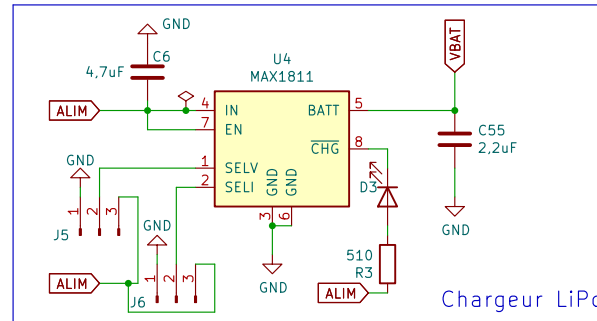 GND
C6
4,7uF
U4
MAX1811
VBAT
ALIM
4 IN
7 EN
BATT 5
CHG 8
C55
2,2uF
1 SELV
2 SELI
GND
GND
3
6
GND
1 2 3
J5
GND
1 2 3
J6
ALIM
D3
GND
510
R3
GND
ALIM
Chargeur LiPo